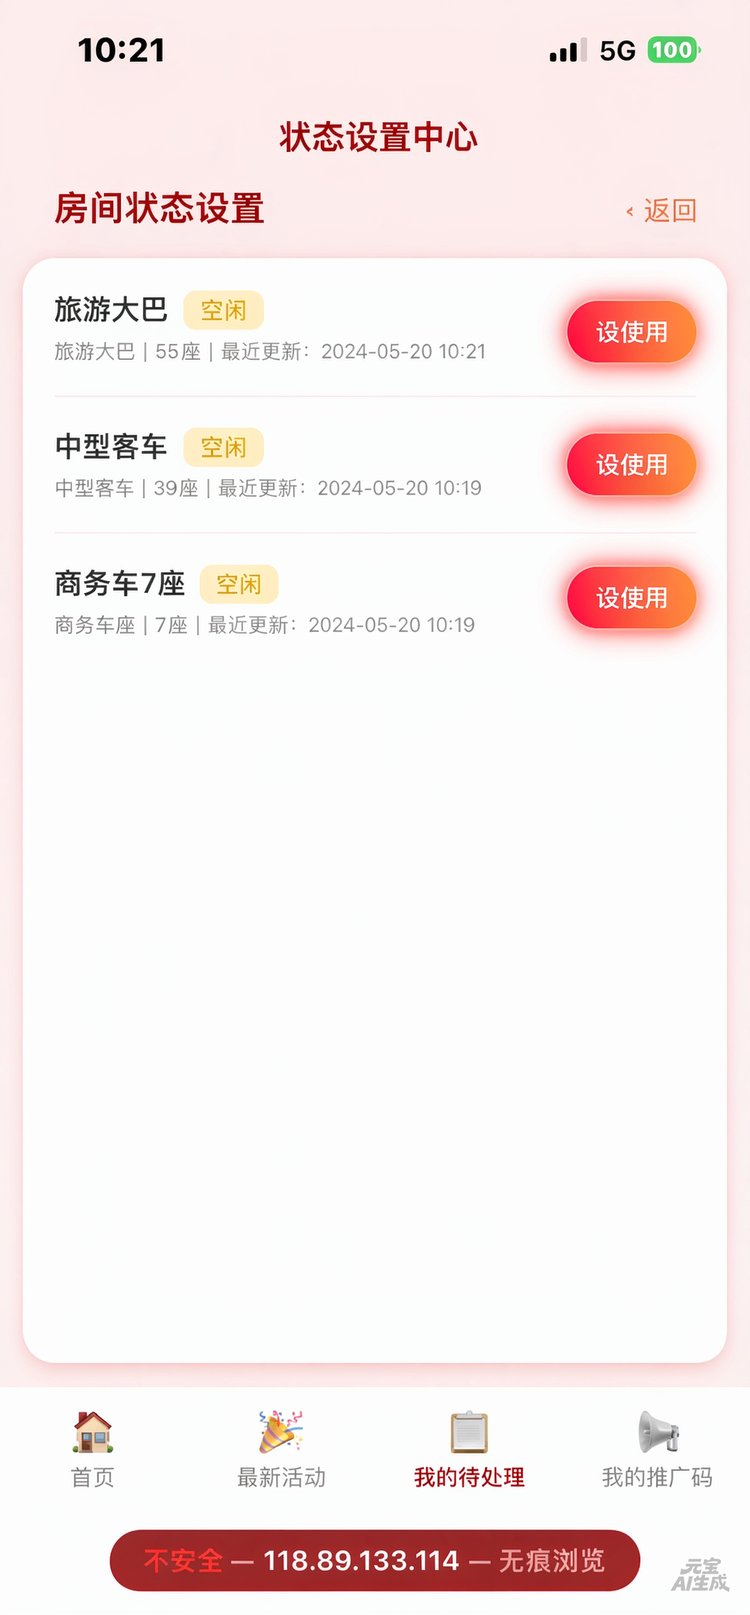 10:21 5G 100
状态设置中心
房间状态设置 ‹ 返回
旅游大巴 空闲
旅游大巴 | 55座 | 最近更新：2024-05-20 10:21
设使用
中型客车 空闲
中型客车 | 39座 | 最近更新：2024-05-20 10:19
设使用
商务车7座 空闲
商务车座 | 7座 | 最近更新：2024-05-20 10:19
设使用
首页 最新活动 我的待处理 我的推广码
不安全 — 118.89.133.114 — 无痕浏览
元宝
AI生成